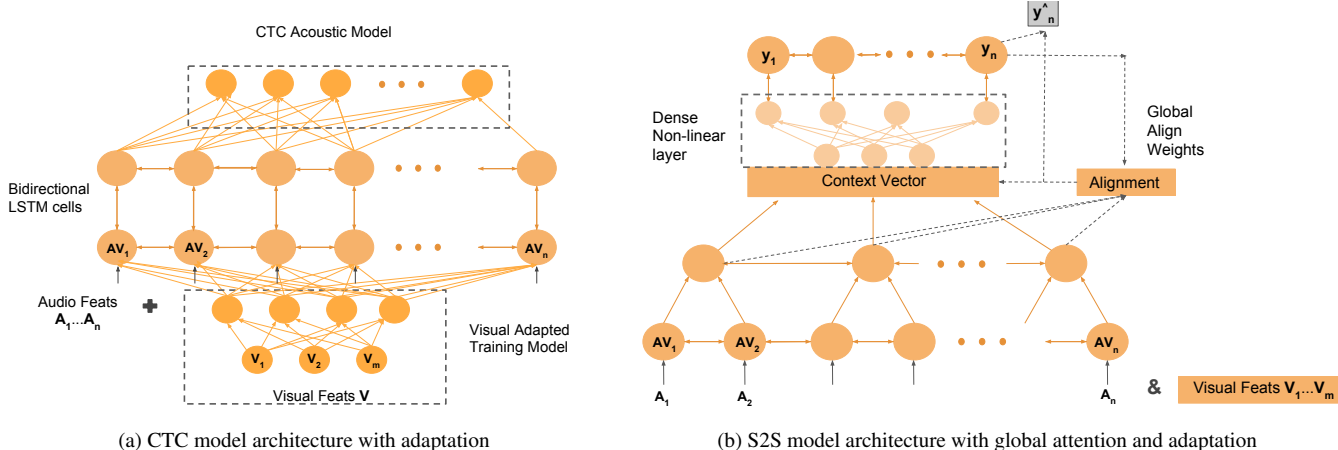 CTC Acoustic Model
Bidirectional
LSTM cells
AV1 AV2 AVn
Audio Feats
A1...An
+
Visual Adapted
Training Model
V1 V2 Vm
Visual Feats V
(a) CTC model architecture with adaptation
y^n
y1 yn
Dense
Non-linear
layer
Global
Align
Weights
Context Vector
Alignment
AV1 AV2 AVn
A1 A2 An
& Visual Feats V1...Vm
(b) S2S model architecture with global attention and adaptation